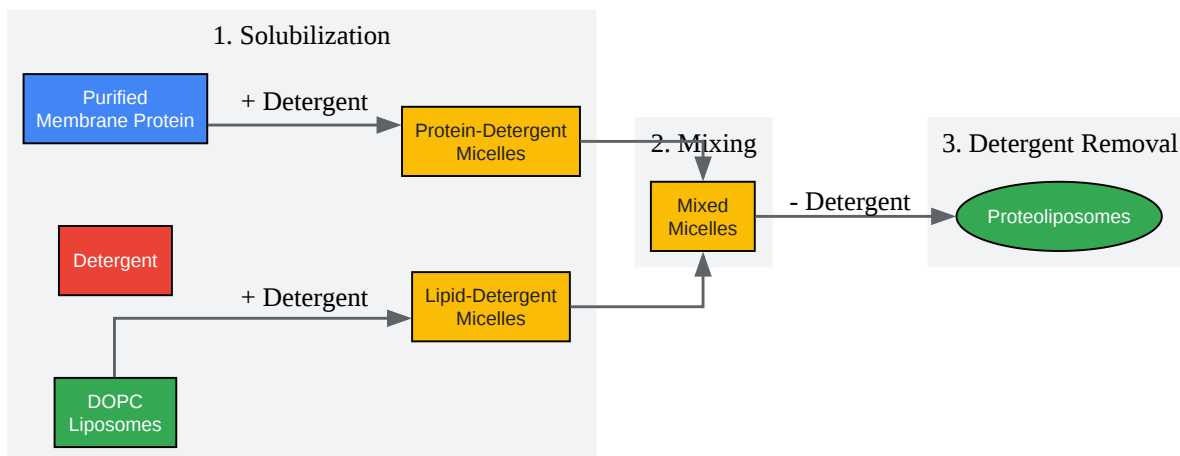 1. Solubilization
Purified
Membrane Protein
+ Detergent
Protein-Detergent
Micelles
Detergent
+ Detergent
Lipid-Detergent
Micelles
DOPC
Liposomes
2. Mixing
Mixed
Micelles
- Detergent
3. Detergent Removal
Proteoliposomes